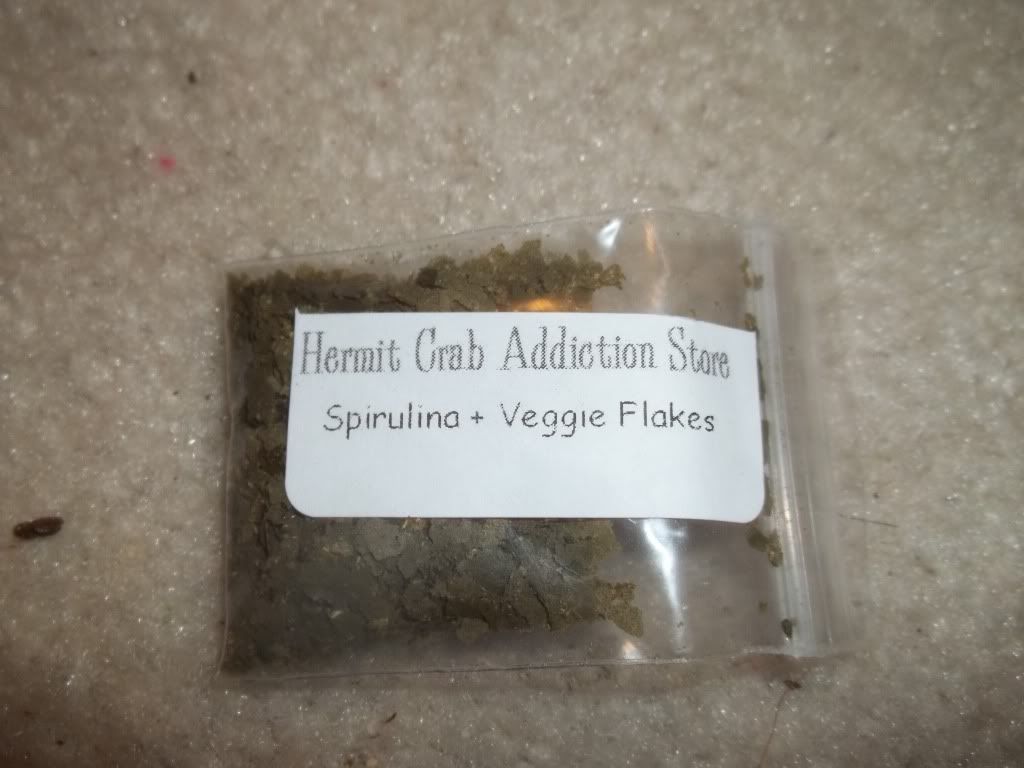 Hermit Crab Addiction Store
Spirulina + Veggie Flakes